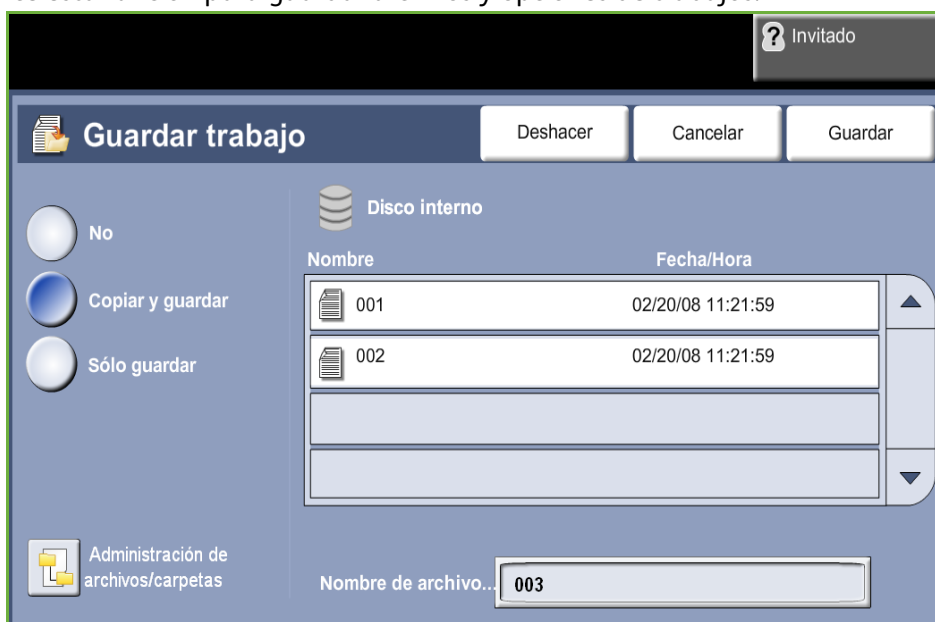 ? Invitado
Guardar trabajo
Deshacer
Cancelar
Guardar
No
Copiar y guardar
Sólo guardar
Disco interno
Nombre
Fecha/Hora
001 02/20/08 11:21:59
002 02/20/08 11:21:59
Administración de
archivos/carpetas
Nombre de archivo...
003